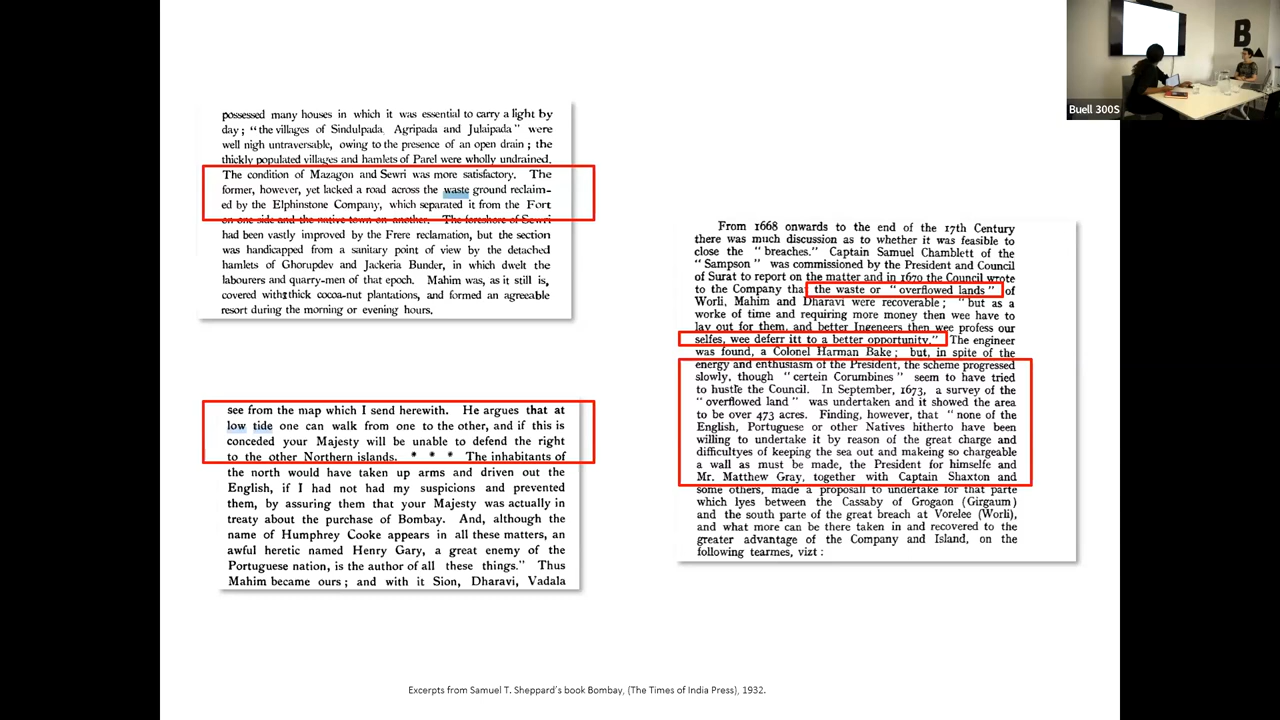 possessed many houses in which it was essential to carry a light by
day ; “ the villages of Sindulpada Agripada and Julaipada ” were
well nigh untraversable, owing to the presence of an open drain ; the
thickly populated villages and hamlets of Parel were wholly undrained.
The condition of Mazagon and Sewri was more satisfactory. The
former, however, yet lacked a road across the waste ground reclaim-
ed by the Elphinstone Company, which separated it from the Fort
on one side and the native town on another. The foreshore of Sewri
had been vastly improved by the Frere reclamation, but the section
was handicapped from a sanitary point of view by the detached
hamlets of Ghorupdev and Jackeria Bunder, in which dwelt the
labourers and quarry-men of that epoch. Mahim was, as it still is,
covered with thick cocoa-nut plantations, and formed an agreeable
resort during the morning or evening hours.
see from the map which I send herewith. He argues that at
low tide one can walk from one to the other, and if this is
conceded your Majesty will be unable to defend the right
to the other Northern islands. * * * The inhabitants of
the north would have taken up arms and driven out the
English, if I had not had my suspicions and prevented
them, by assuring them that your Majesty was actually in
treaty about the purchase of Bombay. And, although the
name of Humphrey Cooke appears in all these matters, an
awful heretic named Henry Gary, a great enemy of the
Portuguese nation, is the author of all these things.” Thus
Mahim became ours ; and with it Sion, Dharavi, Vadala
From 1668 onwards to the end of the 17th Century
there was much discussion as to whether it was feasible to
close the “ breaches.” Captain Samuel Chamblett of the
“ Sampson ” was commissioned by the President and Council
of Surat to report on the matter and in 1670 the Council wrote
to the Company that the waste or “ overflowed lands ” of
Worli, Mahim and Dharavi were recoverable ; “ but as a
worke of time and requiring more money then wee have to
lay out for them, and better Ingeneers then wee profess our
selfes, wee deferr itt to a better opportunity.” The engineer
was found, a Colonel Harman Bake ; but, in spite of the
energy and enthusiasm of the President, the scheme progressed
slowly, though “ certain Corumbines ” seem to have tried
to hustle the Council. In September, 1673, a survey of the
“ overflowed land ” was undertaken and it showed the area
to be over 473 acres. Finding, however, that “ none of the
English, Portuguese or other Natives hitherto have been
willing to undertake it by reason of the great charge and
difficultyes of keeping the sea out and makeing so chargeable
a wall as must be made, the President for himselfe and
Mr. Matthew Gray, together with Captain Shaxton and
some others, made a proposall to undertake for that parte
which lyes between the Cassaby of Grogaon (Girgaum)
and the south parte of the great breach at Vorelee (Worli),
and what more can be there taken in and recovered to the
greater advantage of the Company and Island, on the
following tearmes, vizt :
Excerpts from Samuel T. Sheppard’s book Bombay, (The Times of India Press), 1932.
B
Buell 300S